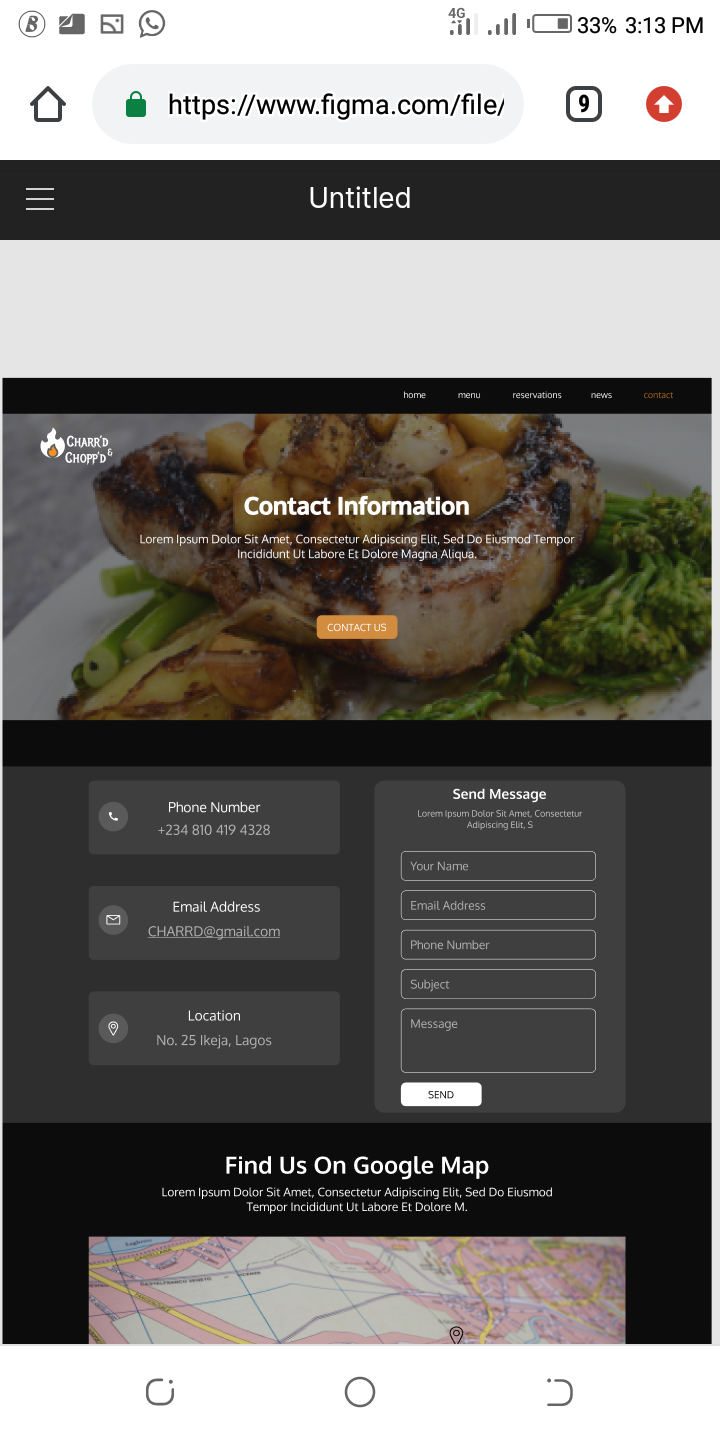 4G
33% 3:13 PM
https://www.figma.com/file/
9
Untitled
home menu reservations news contact
CHARR'D
& CHOPP'D
Contact Information
Lorem Ipsum Dolor Sit Amet, Consectetur Adipiscing Elit, Sed Do Eiusmod Tempor
Incididunt Ut Labore Et Dolore Magna Aliqua.
CONTACT US
Phone Number
+234 810 419 4328
Email Address
CHARRD@gmail.com
Location
No. 25 Ikeja, Lagos
Send Message
Lorem Ipsum Dolor Sit Amet, Consectetur
Adipiscing Elit, S
Your Name
Email Address
Phone Number
Subject
Message
SEND
Find Us On Google Map
Lorem Ipsum Dolor Sit Amet, Consectetur Adipiscing Elit, Sed Do Eiusmod
Tempor Incididunt Ut Labore Et Dolore M.